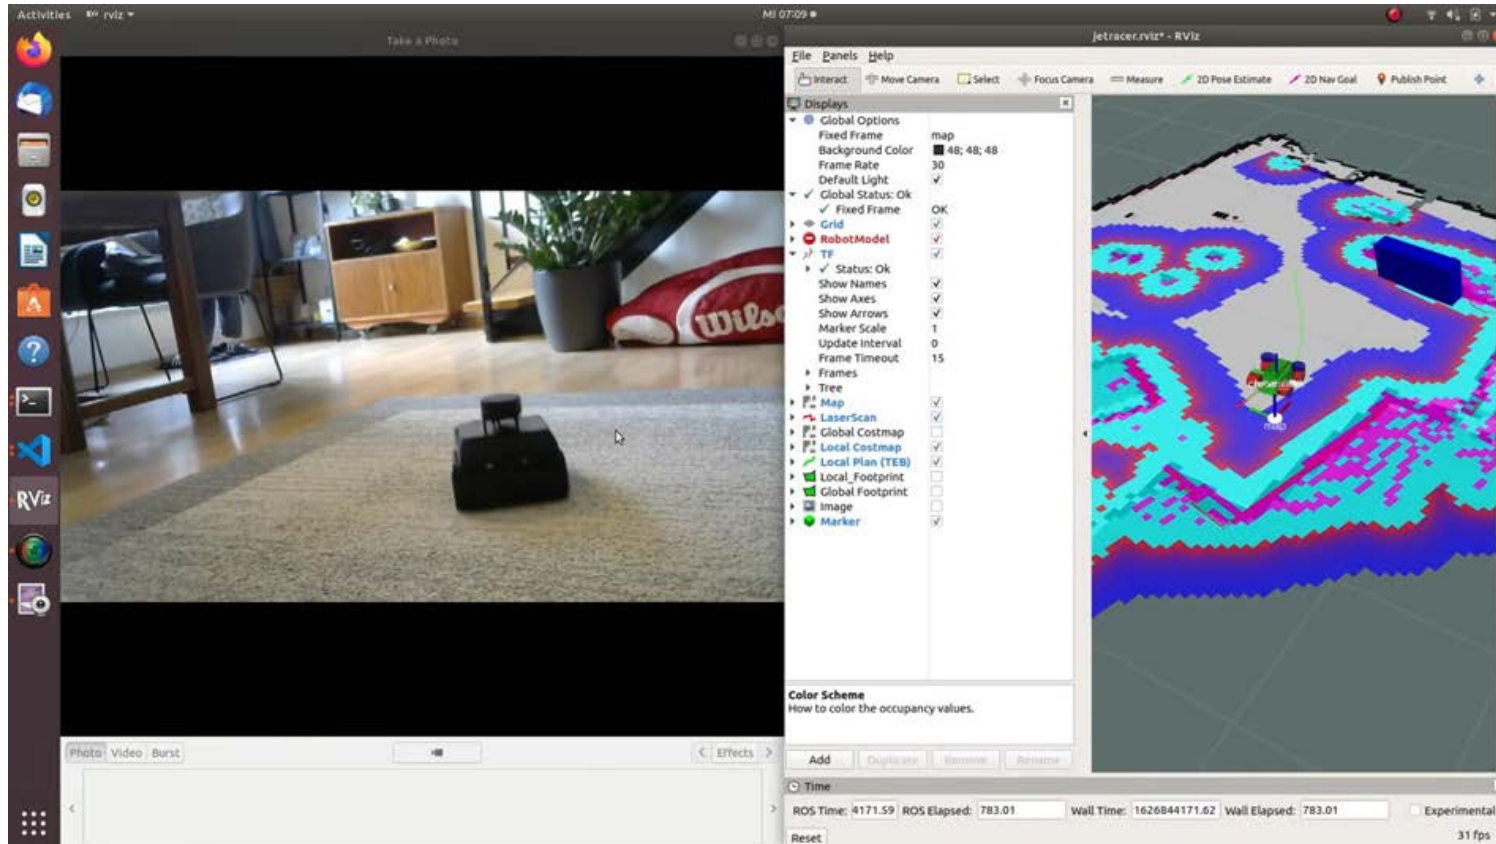 Activities
rviz
Mi 07:09
Take a Photo
jetracer.rviz* - RViz
File Panels Help
Interact Move Camera Select Focus Camera Measure 2D Pose Estimate 2D Nav Goal Publish Point
Displays
Global Options
Fixed Frame map
Background Color 48; 48; 48
Frame Rate 30
Default Light
Global Status: Ok
Fixed Frame OK
Grid
RobotModel
TF
Status: Ok
Show Names
Show Axes
Show Arrows
Marker Scale 1
Update Interval 0
Frame Timeout 15
Frames
Tree
Map
LaserScan
Global Costmap
Local Costmap
Local Plan (TEB)
Local_Footprint
Global Footprint
Image
Marker
Color Scheme
How to color the occupancy values.
Add Duplicate Remove Rename
Time
ROS Time: 4171.59 ROS Elapsed: 783.01 Wall Time: 1626844171.62 Wall Elapsed: 783.01 Experimental
Reset
31 fps
Photo Video Burst
Effects
RViz
Wilso
map